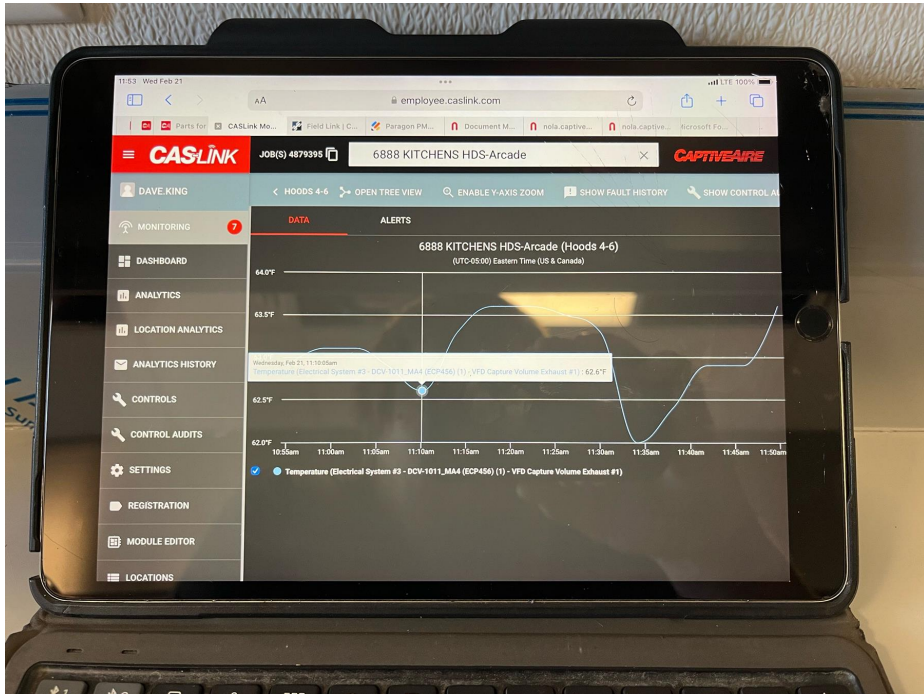 11:53 Wed Feb 21
LTE 100%
AA
employee.caslink.com
Parts for
CASLink Mo...
Field Link | C...
Paragon PM...
Document M...
nola.captive...
nola.captive...
Microsoft Fo...
CASLINK
JOB(S) 4879395
6888 KITCHENS HDS-Arcade
CAPTIVEAIRE
DAVE.KING
HOODS 4-6
OPEN TREE VIEW
ENABLE Y-AXIS ZOOM
SHOW FAULT HISTORY
SHOW CONTROL AU
MONITORING
7
DATA
ALERTS
DASHBOARD
ANALYTICS
LOCATION ANALYTICS
ANALYTICS HISTORY
CONTROLS
CONTROL AUDITS
SETTINGS
REGISTRATION
MODULE EDITOR
LOCATIONS
6888 KITCHENS HDS-Arcade (Hoods 4-6)
(UTC-05:00) Eastern Time (US & Canada)
64.0°F
63.5°F
Wednesday, Feb 21, 11:10:05am
Temperature (Electrical System #3 - DCV-1011_MA4 (ECP456) (1) - VFD Capture Volume Exhaust #1) : 62.6°F
62.5°F
62.0°F
10:55am 11:00am 11:05am 11:10am 11:15am 11:20am 11:25am 11:30am 11:35am 11:40am 11:45am 11:50am
Temperature (Electrical System #3 - DCV-1011_MA4 (ECP456) (1) - VFD Capture Volume Exhaust #1)